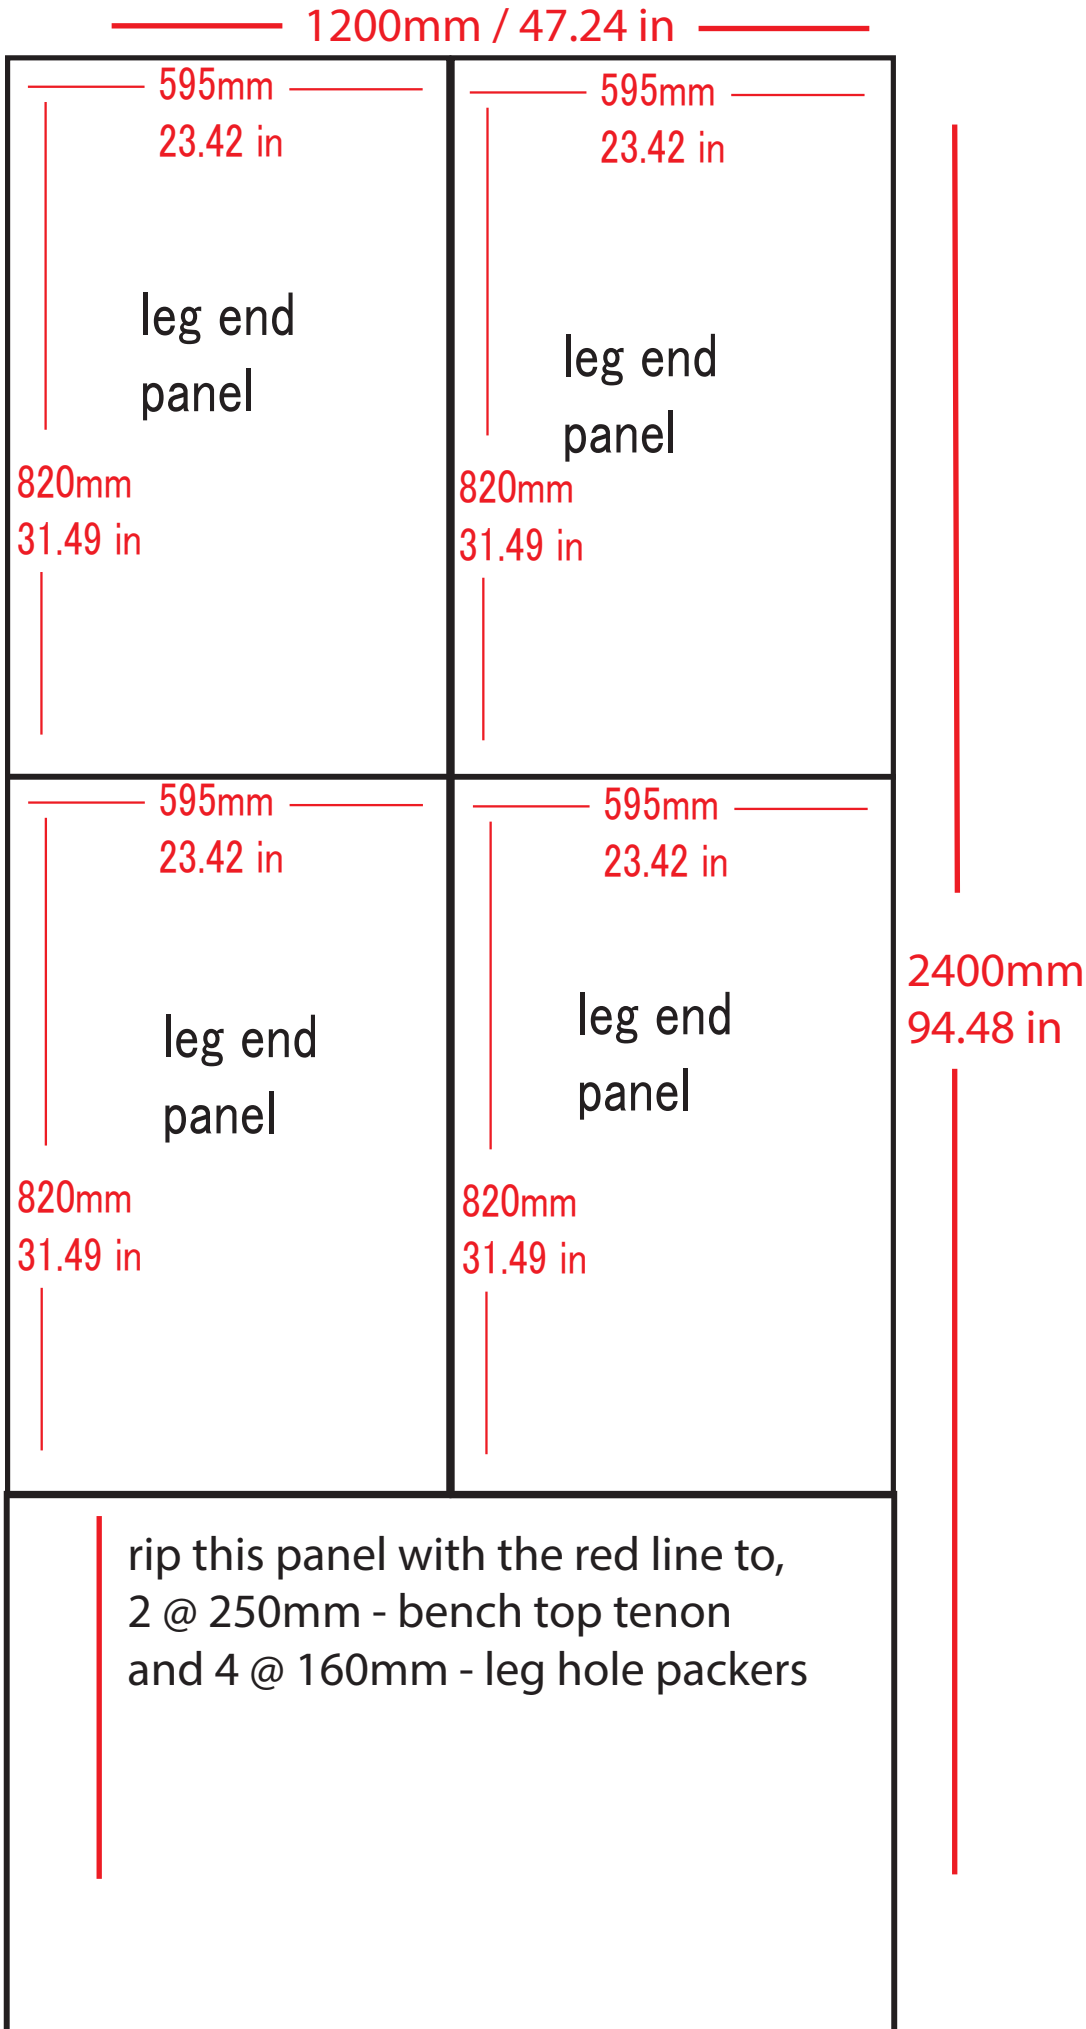 1200mm / 47.24 in
595mm
23.42 in
leg end
panel
820mm
31.49 in
595mm
23.42 in
leg end
panel
820mm
31.49 in
595mm
23.42 in
leg end
panel
820mm
31.49 in
595mm
23.42 in
leg end
panel
820mm
31.49 in
2400mm
94.48 in
rip this panel with the red line to,
2 @ 250mm - bench top tenon
and 4 @ 160mm - leg hole packers